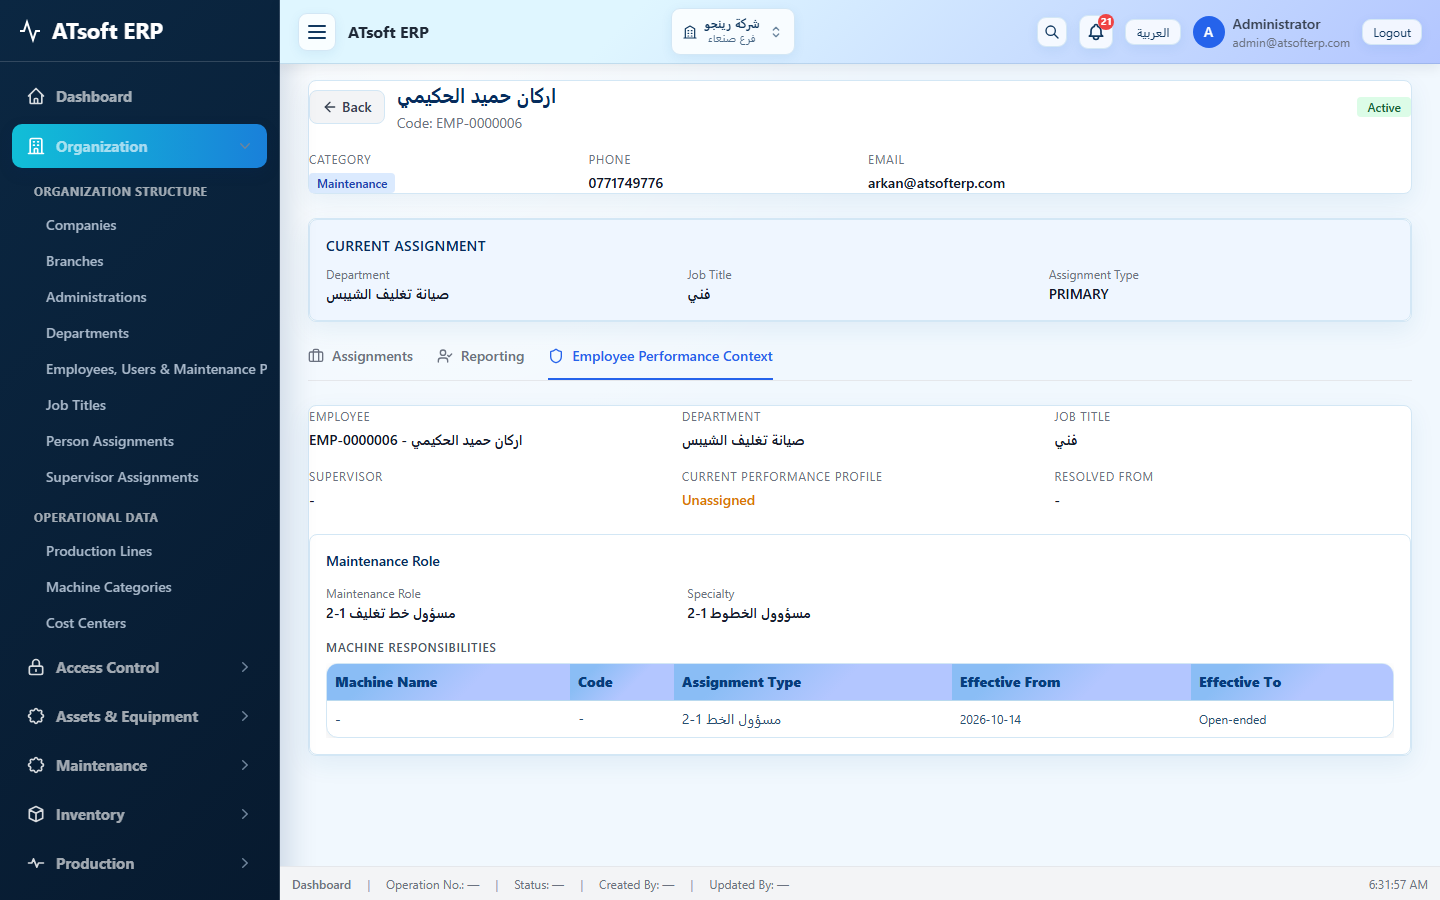 ATsoft ERP
Dashboard
Organization
ORGANIZATION STRUCTURE
Companies
Branches
Administrations
Departments
Employees, Users & Maintenance P
Job Titles
Person Assignments
Supervisor Assignments
OPERATIONAL DATA
Production Lines
Machine Categories
Cost Centers
Access Control
Assets & Equipment
Maintenance
Inventory
Production
ATsoft ERP
شركة رينجو
فرع صنعاء
21
العربية
A
Administrator
admin@atsofterp.com
Logout
Back
اركان حميد الحكيمي
Code: EMP-0000006
Active
CATEGORY PHONE EMAIL
Maintenance 0771749776 arkan@atsofterp.com
CURRENT ASSIGNMENT
Department Job Title Assignment Type
صيانة تغليف الشيبس فني PRIMARY
Assignments Reporting Employee Performance Context
EMPLOYEE DEPARTMENT JOB TITLE
EMP-0000006 - اركان حميد الحكيمي صيانة تغليف الشيبس فني
SUPERVISOR CURRENT PERFORMANCE PROFILE RESOLVED FROM
- Unassigned -
Maintenance Role
Maintenance Role Specialty
مسؤول خط تغليف 1-2 مسؤوول الخطوط 1-2
MACHINE RESPONSIBILITIES
Machine Name Code Assignment Type Effective From Effective To
- - مسؤول الخط 1-2 2026-10-14 Open-ended
Dashboard | Operation No.: — | Status: — | Created By: — | Updated By: — 6:31:57 AM